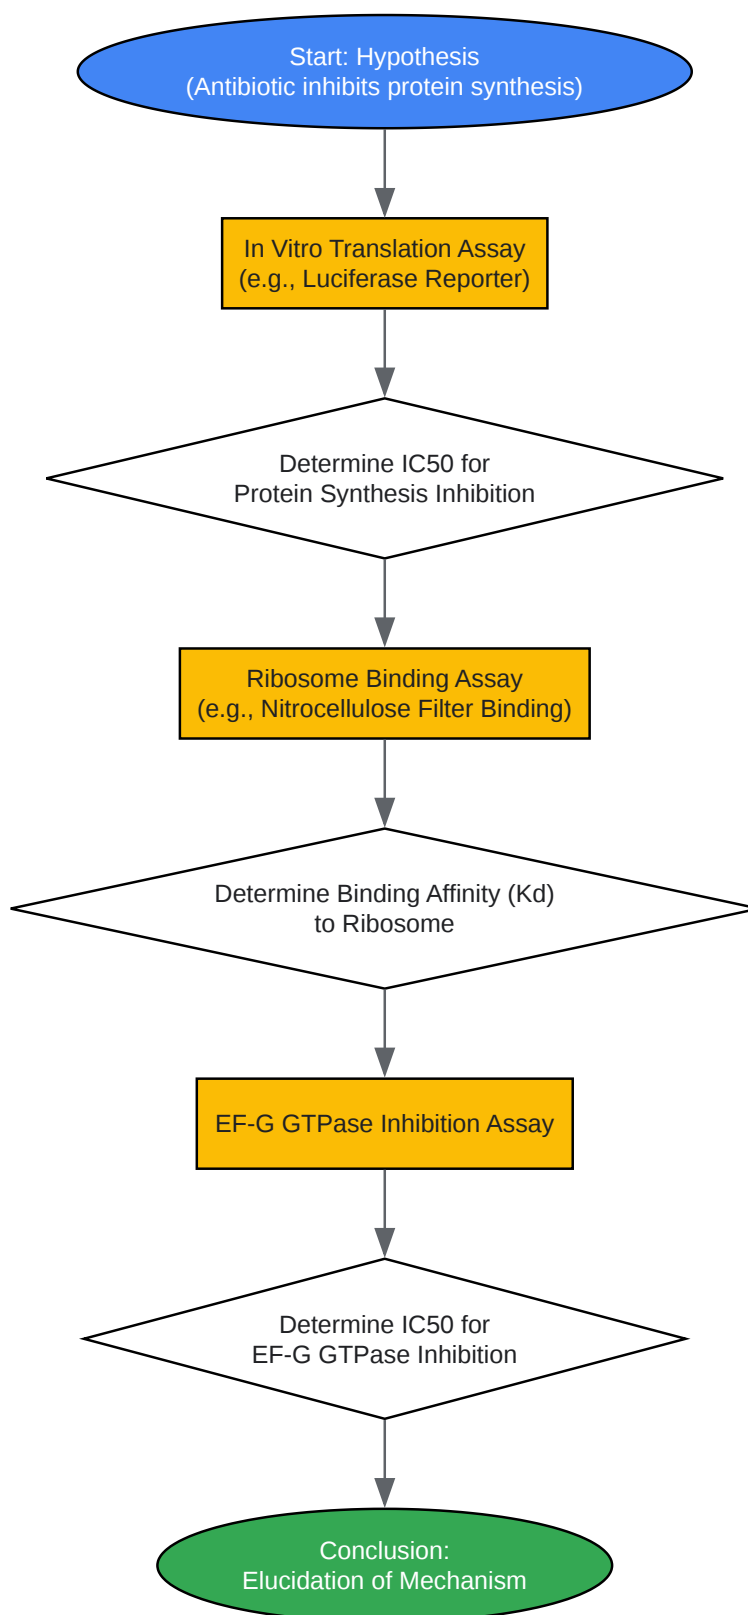 Start: Hypothesis
(Antibiotic inhibits protein synthesis)
In Vitro Translation Assay
(e.g., Luciferase Reporter)
Determine IC50 for
Protein Synthesis Inhibition
Ribosome Binding Assay
(e.g., Nitrocellulose Filter Binding)
Determine Binding Affinity (Kd)
to Ribosome
EF-G GTPase Inhibition Assay
Determine IC50 for
EF-G GTPase Inhibition
Conclusion:
Elucidation of Mechanism